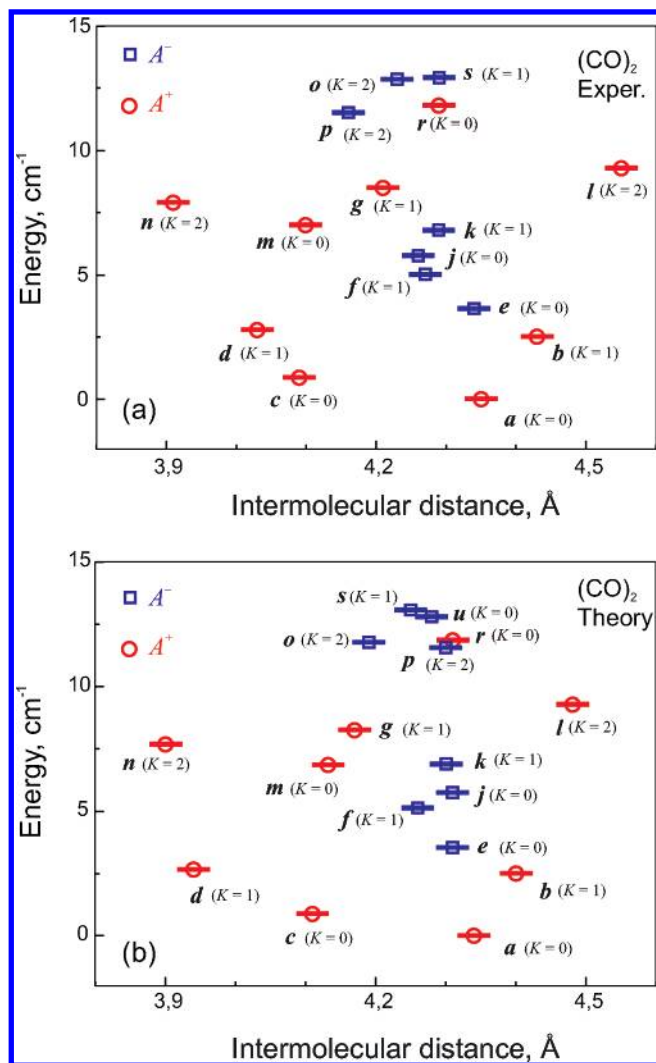 15
A⁻
o (K = 2)
s (K = 1)
(CO)₂
Exper.
A⁺
p (K = 2)
r (K = 0)
10
l (K = 2)
g (K = 1)
n (K = 2)
m (K = 0)
k (K = 1)
j (K = 0)
5
f (K = 1)
e (K = 0)
d (K = 1)
b (K = 1)
c (K = 0)
a (K = 0)
0
(a)
Energy, cm⁻¹
3,9 4,2 4,5
Intermolecular distance, Å
15
A⁻
s (K = 1)
u (K = 0)
(CO)₂
Theory
A⁺
o (K = 2)
r (K = 0)
p (K = 2)
10
l (K = 2)
g (K = 1)
n (K = 2)
m (K = 0)
k (K = 1)
j (K = 0)
5
f (K = 1)
e (K = 0)
d (K = 1)
b (K = 1)
c (K = 0)
a (K = 0)
0
(b)
Energy, cm⁻¹
3,9 4,2 4,5
Intermolecular distance, Å